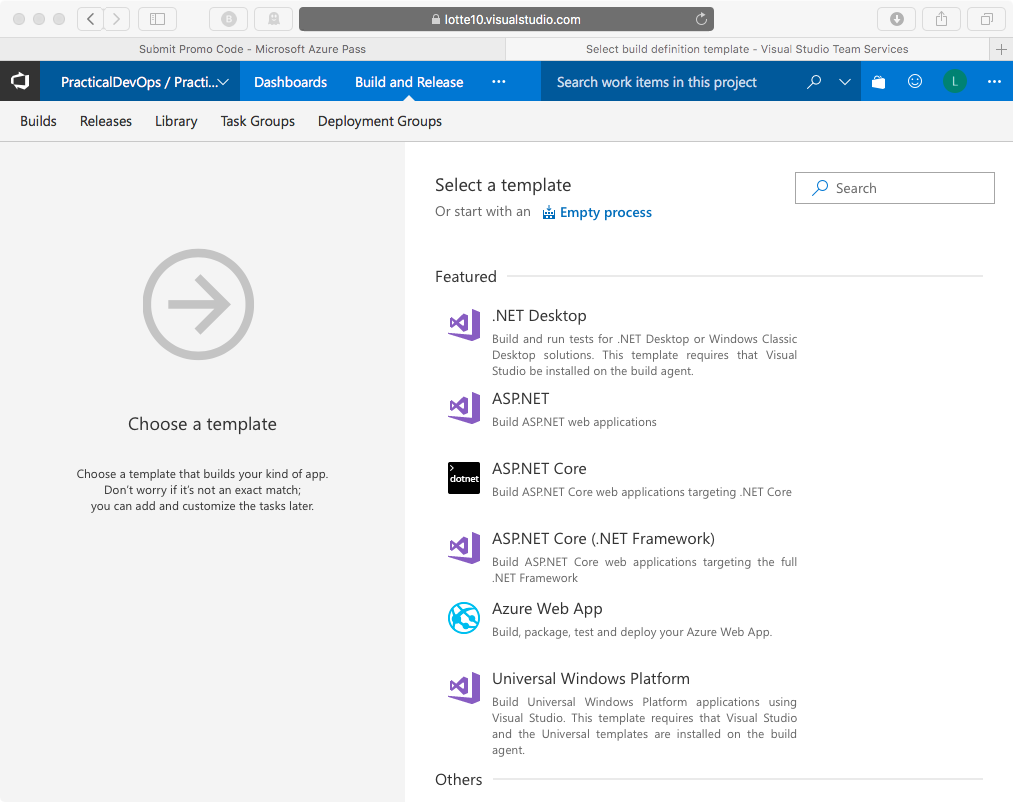 lotte10.visualstudio.com
Submit Promo Code - Microsoft Azure Pass
Select build definition template - Visual Studio Team Services
PracticalDevOps / Practi...
Dashboards
Build and Release
Search work items in this project
L
Builds
Releases
Library
Task Groups
Deployment Groups
Choose a template
Choose a template that builds your kind of app.
Don't worry if it's not an exact match;
you can add and customize the tasks later.
Select a template
Search
Or start with an Empty process
Featured
.NET Desktop
Build and run tests for .NET Desktop or Windows Classic
Desktop solutions. This template requires that Visual
Studio be installed on the build agent.
ASP.NET
Build ASP.NET web applications
dotnet
ASP.NET Core
Build ASP.NET Core web applications targeting .NET Core
ASP.NET Core (.NET Framework)
Build ASP.NET Core web applications targeting the full
.NET Framework
Azure Web App
Build, package, test and deploy your Azure Web App.
Universal Windows Platform
Build Universal Windows Platform applications using
Visual Studio. This template requires that Visual Studio
and the Universal templates are installed on the build
agent.
Others